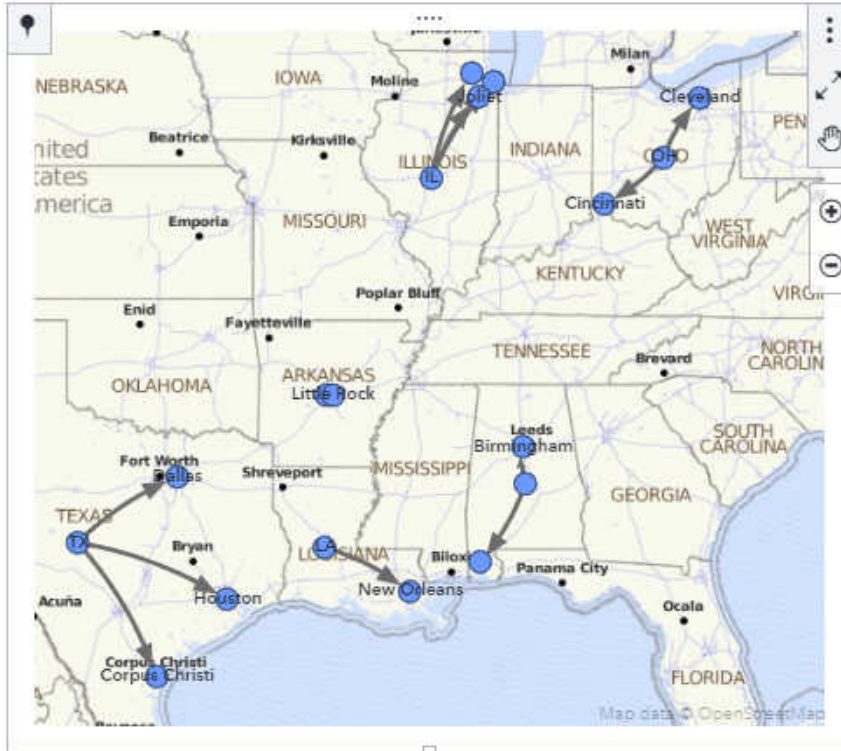 Milan
NEBRASKA
IOWA
Moline
Joliet
Cleveland
PEN
Beatrice
Kirksville
ILLINOIS
INDIANA
nited
tates
merica
IL
Cincinnati
Emporia
MISSOURI
WEST
VIRGINIA
KENTUCKY
Poplar Bluff
VIRGI
Enid
Fayetteville
TENNESSEE
Brevard
NORTH
CAROLIN
OKLAHOMA
ARKANSAS
Little Rock
SOUTH
CAROLINA
Leeds
Birmingham
Fort Worth
Dallas
Shreveport
MISSISSIPPI
GEORGIA
TEXAS
TX
Bryan
LA
LOUISIANA
Biloxi
Panama City
New Orleans
Houston
Acuña
Ocala
Corpus Christi
Corpus Christi
FLORIDA
Map data © OpenStreetMap